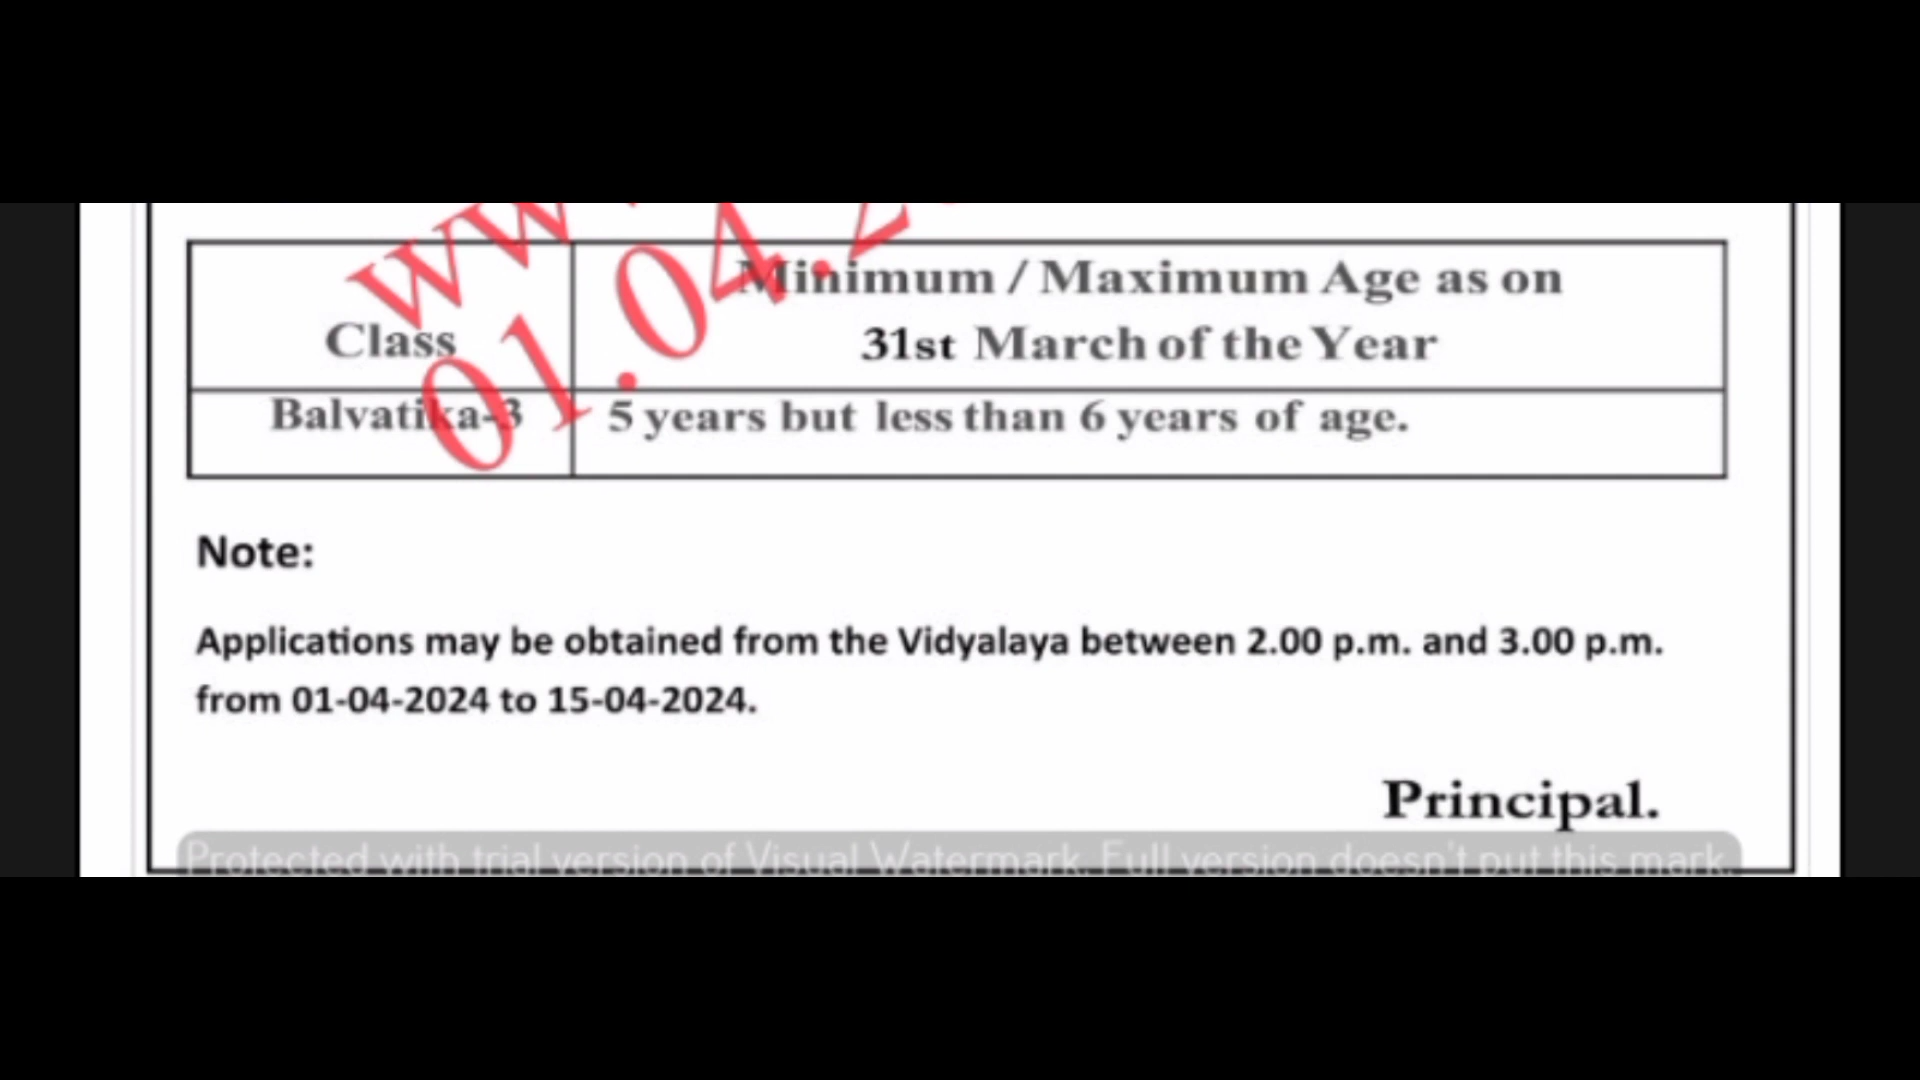 Minimum / Maximum Age as on
Class
31st March of the Year
Balvatika-3 5 years but less than 6 years of age.
Note:
Applications may be obtained from the Vidyalaya between 2.00 p.m. and 3.00 p.m.
from 01-04-2024 to 15-04-2024.
Principal.
Protected with trial version of Visual Watermark. Full version doesn't put this mark.